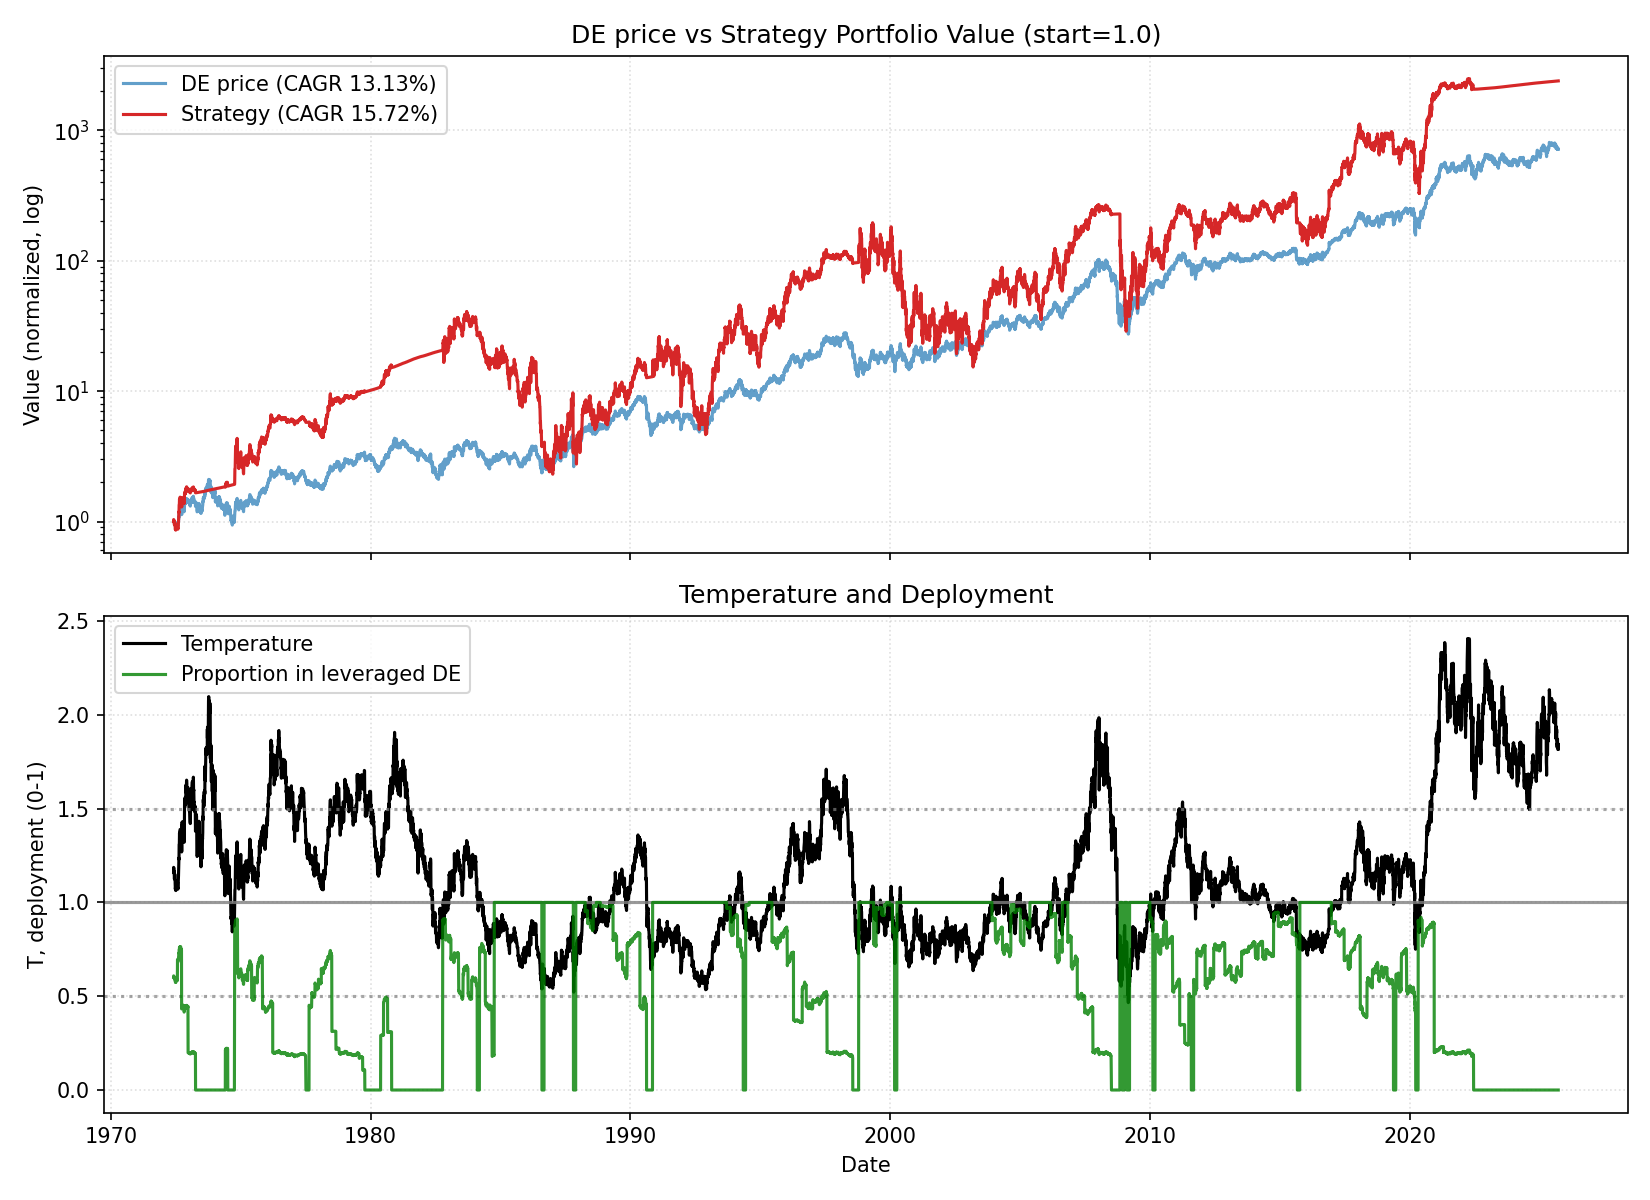 DE price vs Strategy Portfolio Value (start=1.0)
DE price (CAGR 13.13%)
Strategy (CAGR 15.72%)
Value (normalized, log)
10³
10²
10¹
10⁰
Temperature and Deployment
Temperature
Proportion in leveraged DE
T, deployment (0-1)
2.5
2.0
1.5
1.0
0.5
0.0
1970 1980 1990 2000 2010 2020
Date